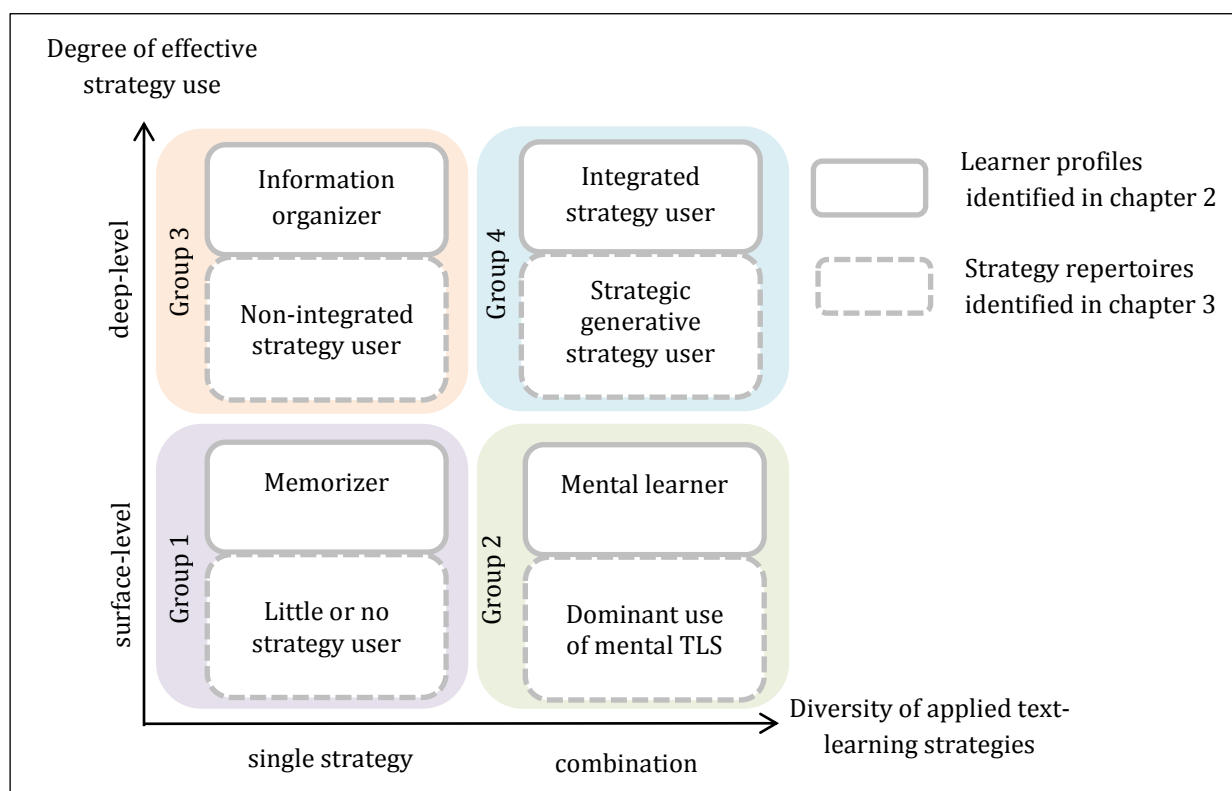 Degree of effective
strategy use
deep-level
surface-level
Group 3
Information
organizer
Non-integrated
strategy user
Group 4
Integrated
strategy user
Strategic
generative
strategy user
Learner profiles
identified in chapter 2
Strategy repertoires
identified in chapter 3
Group 1
Memorizer
Little or no
strategy user
Group 2
Mental learner
Dominant use
of mental TLS
Diversity of applied text-
learning strategies
single strategy
combination